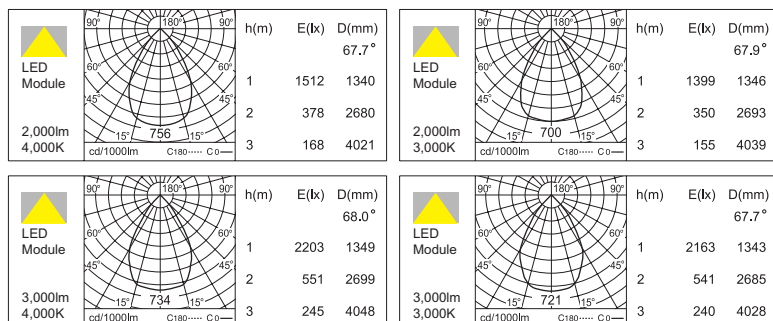 90° 180° 90°
60° 60°
45° 45°
15° 756 15°
cd/1000lm C180 ····· C0 —
LED
Module
2,000lm
4,000K
h(m) E(lx) D(mm)
67.7°
1 1512 1340
2 378 2680
3 168 4021
90° 180° 90°
60° 60°
45° 45°
15° 700 15°
cd/1000lm C180 ····· C0 —
LED
Module
2,000lm
3,000K
h(m) E(lx) D(mm)
67.9°
1 1399 1346
2 350 2693
3 155 4039
90° 180° 90°
60° 60°
45° 45°
15° 734 15°
cd/1000lm C180 ····· C0 —
LED
Module
3,000lm
4,000K
h(m) E(lx) D(mm)
68.0°
1 2203 1349
2 551 2699
3 245 4048
90° 180° 90°
60° 60°
45° 45°
15° 721 15°
cd/1000lm C180 ····· C0 —
LED
Module
3,000lm
3,000K
h(m) E(lx) D(mm)
67.7°
1 2163 1343
2 541 2685
3 240 4028